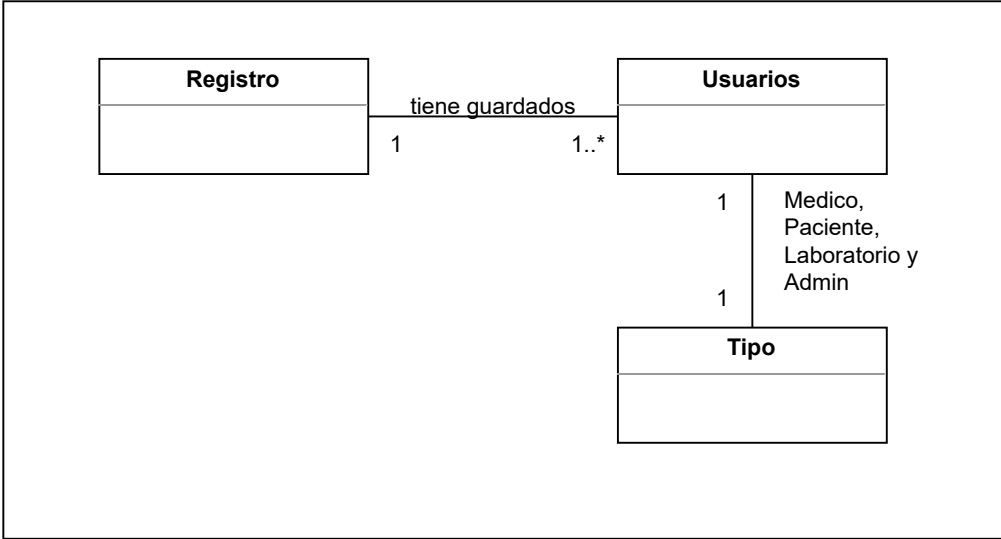 Registro
Usuarios
tiene guardados
1
1..*
1
Medico,
Paciente,
Laboratorio y
Admin
1
Tipo